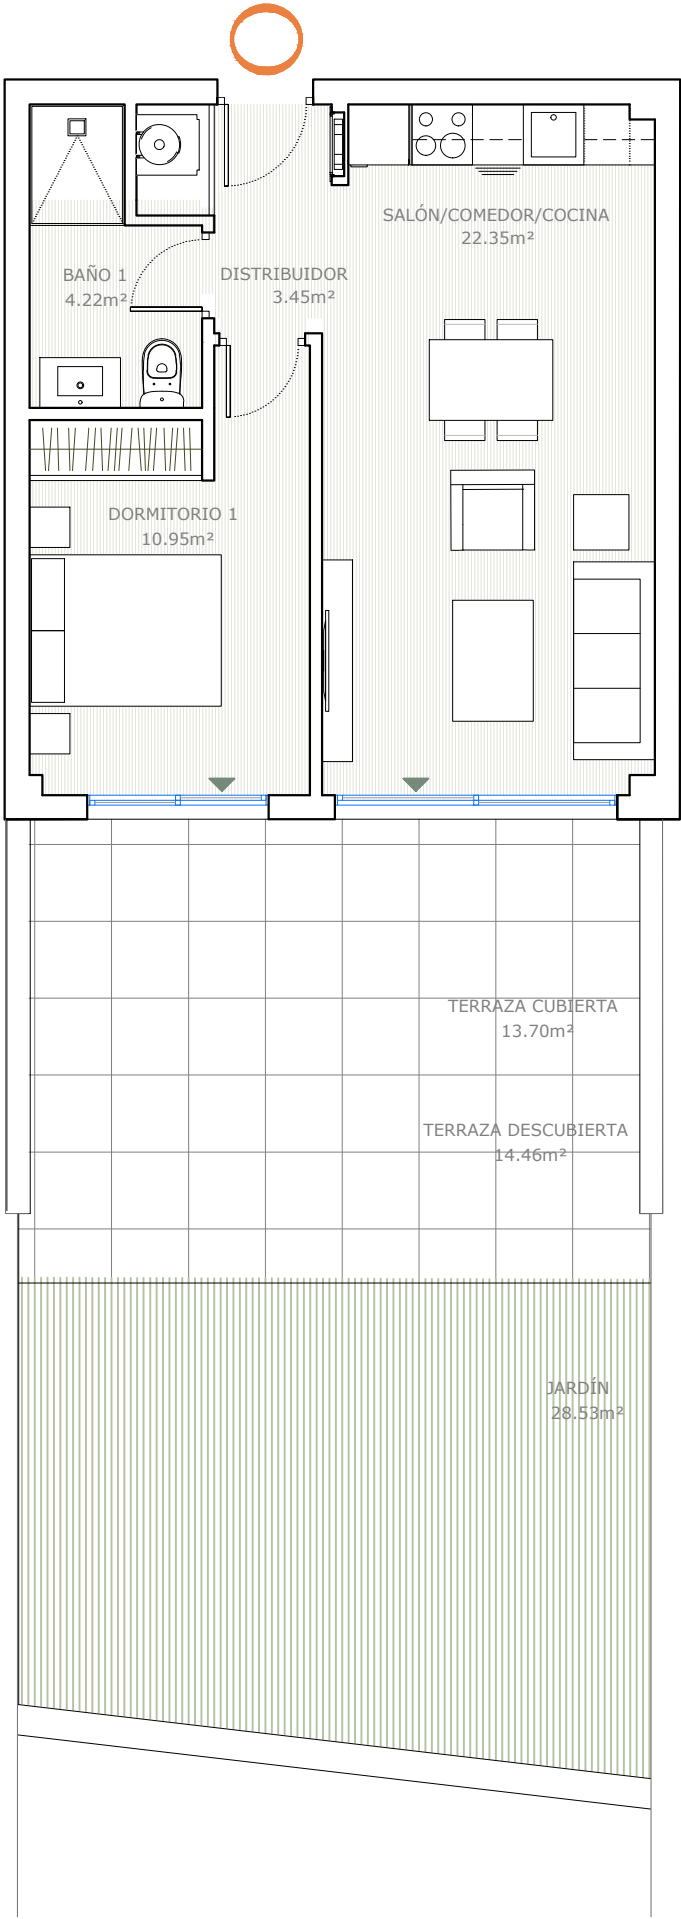 SALÓN/COMEDOR/COCINA
22.35m²
BAÑO 1
4.22m²
DISTRIBUIDOR
3.45m²
DORMITORIO 1
10.95m²
TERRAZA CUBIERTA
13.70m²
TERRAZA DESCUBIERTA
14.46m²
JARDÍN
28.53m²